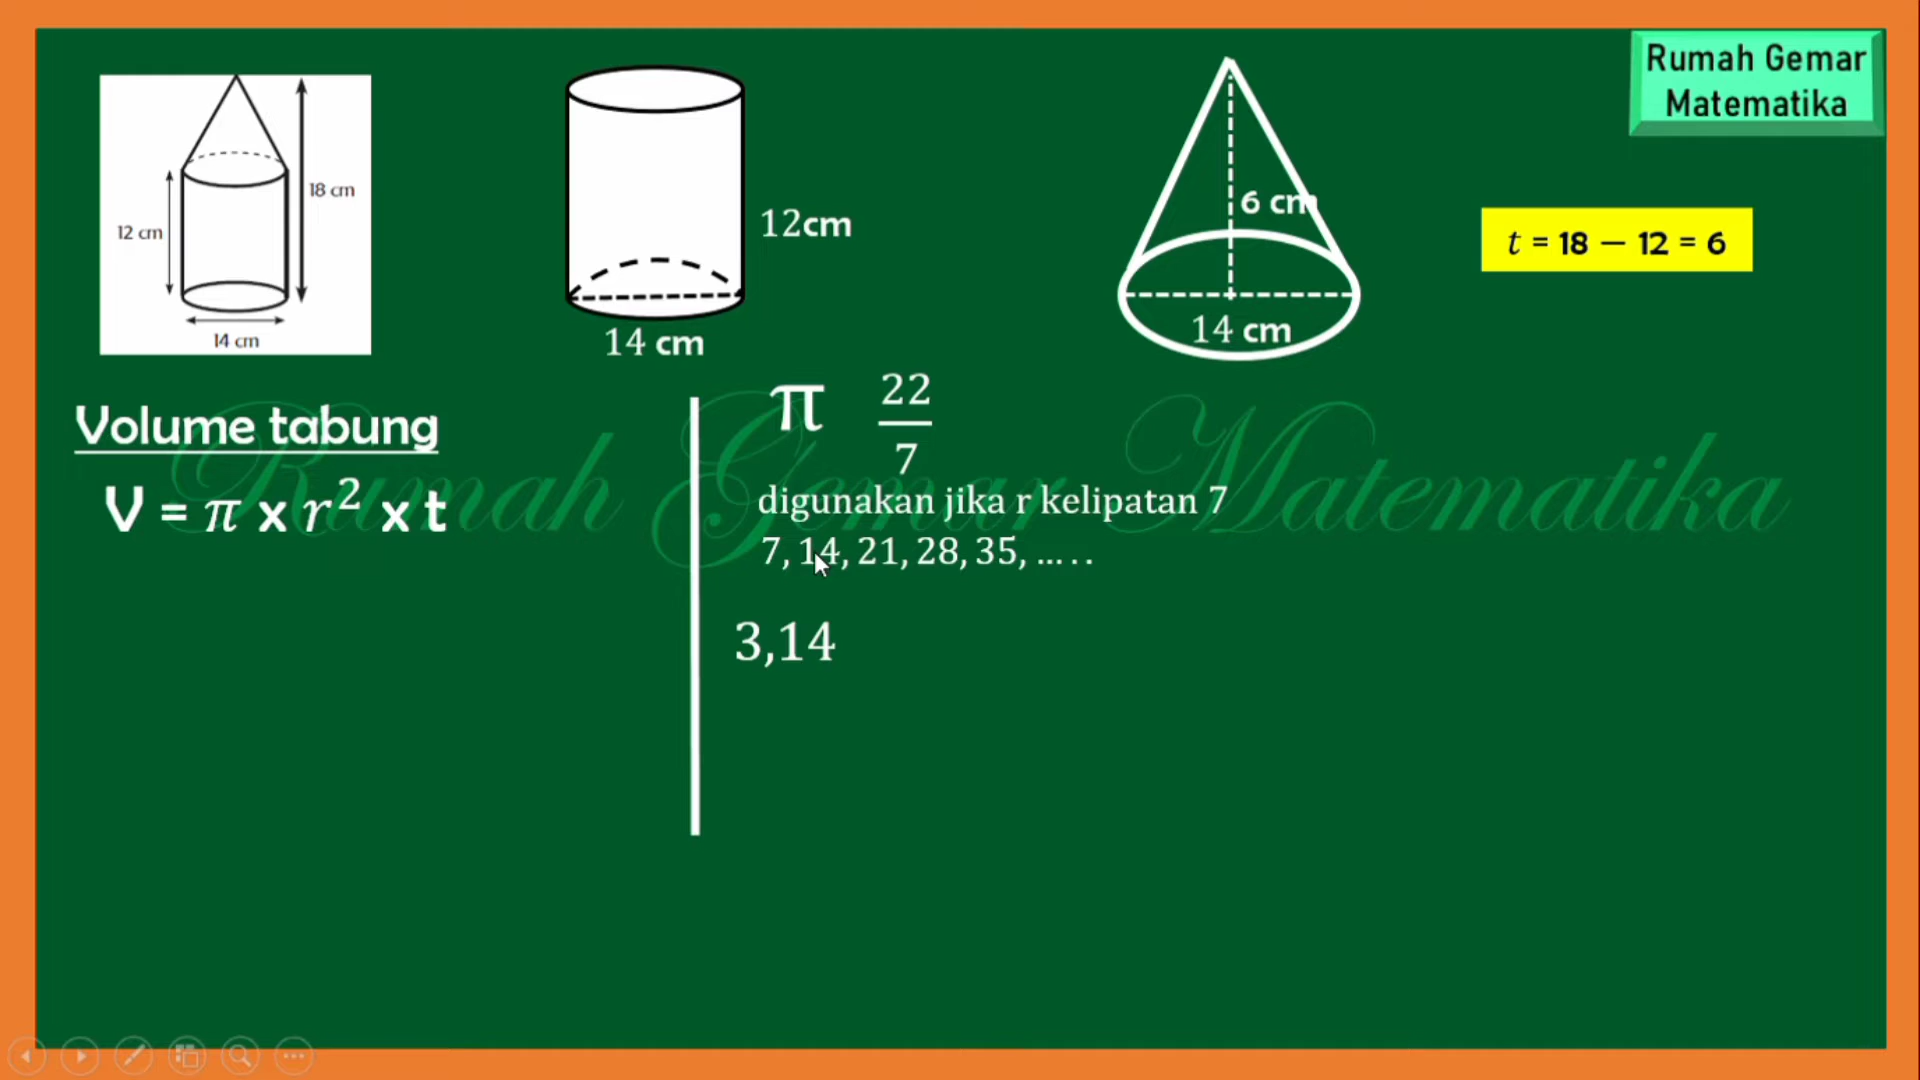 Rumah Gemar
Matematika
18 cm
12 cm
14 cm
12cm
14 cm
6 cm
14 cm
t = 18 − 12 = 6
Volume tabung
V = π x r² x t
π 22/7
digunakan jika r kelipatan 7
7, 14, 21, 28, 35, … . .
3,14
Rumah Gemar Matematika